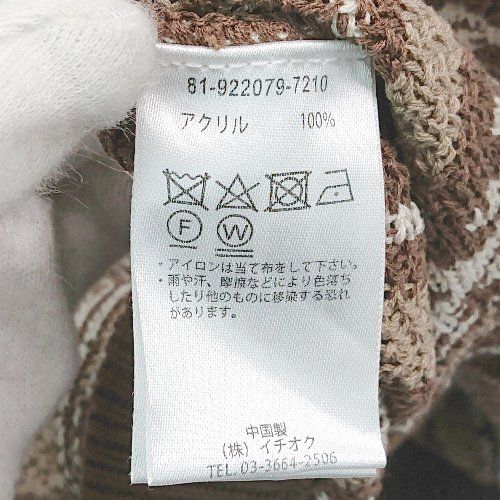 81-922079-7210
アクリル 100%
F W
・アイロンは当て布をして下さい。
・雨や汗、摩擦などにより色落ち
したり他のものに移染する恐れ
があります。
中国製
(株) イチオク
TEL.03-3664-2506